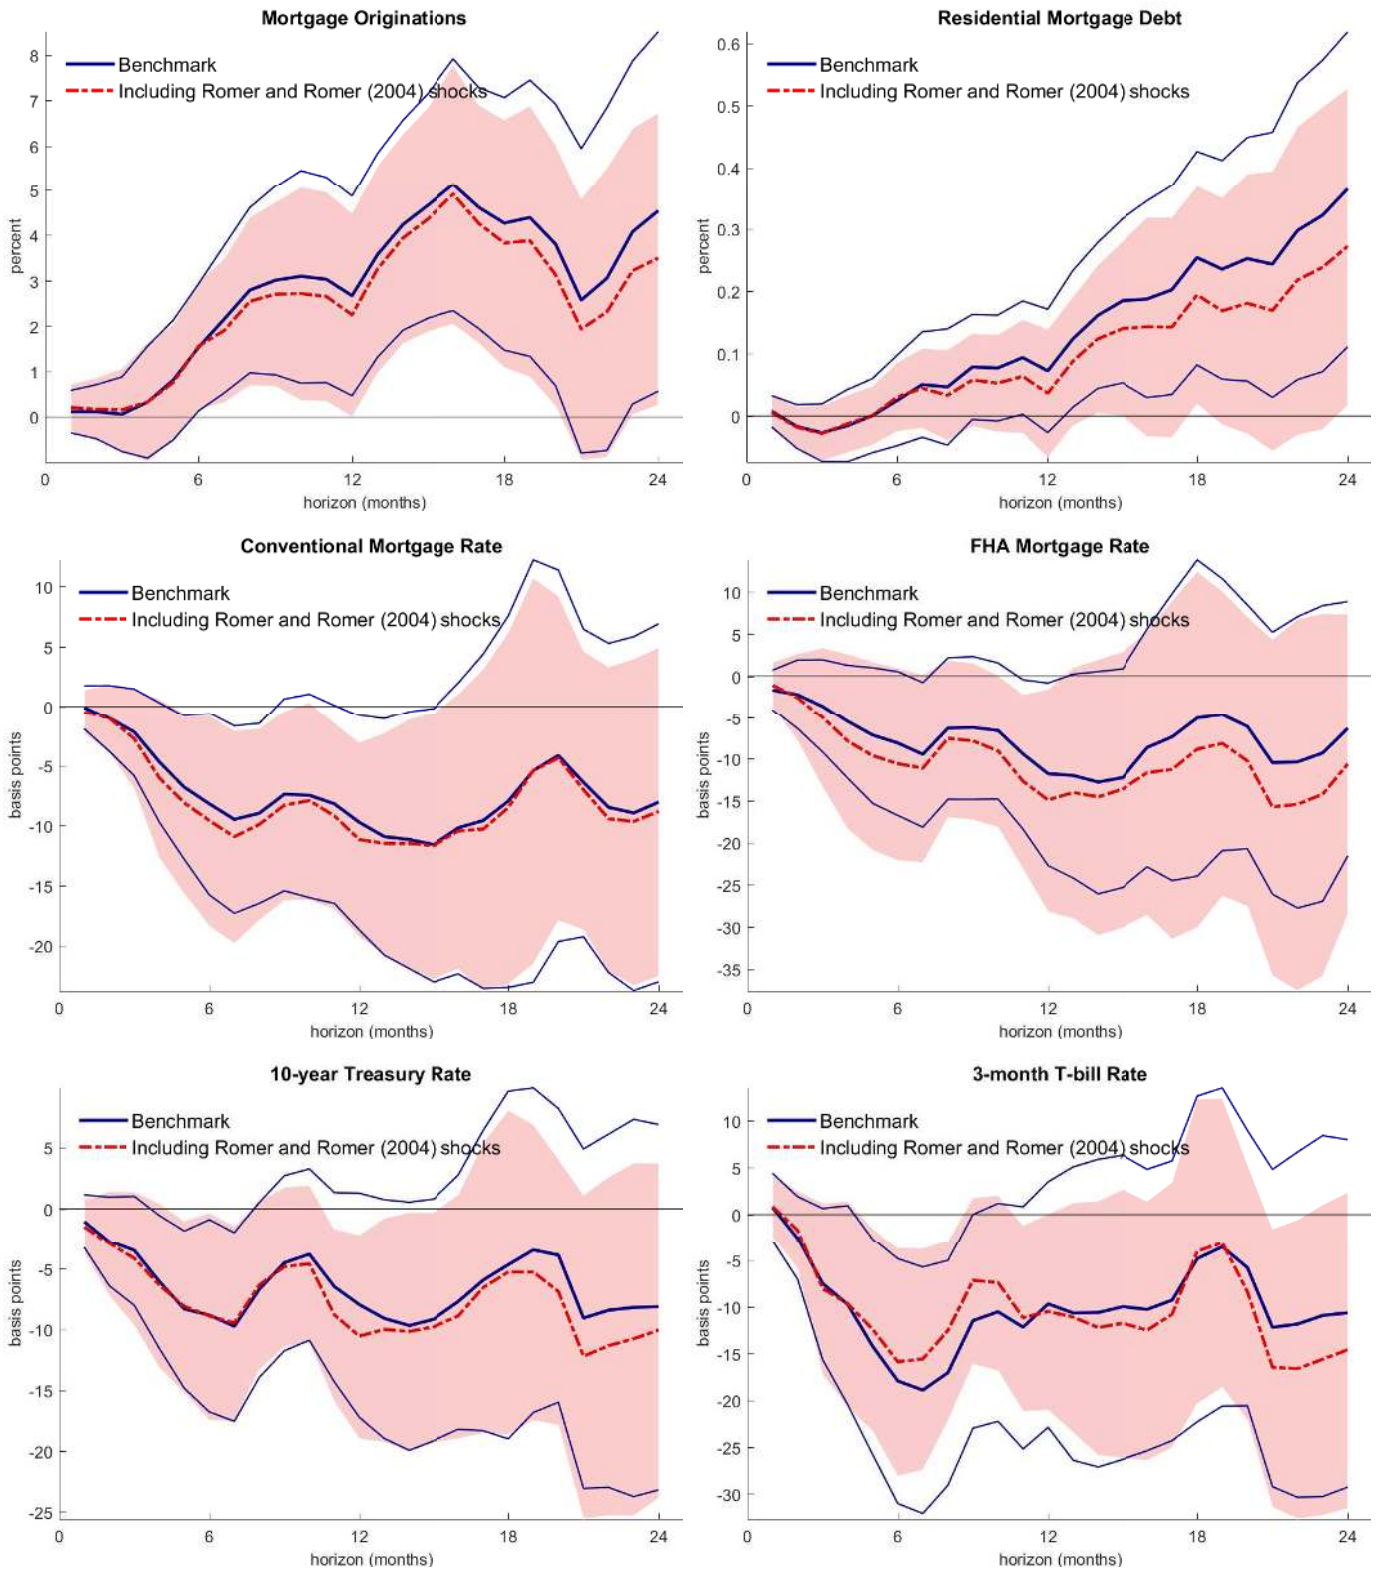 Mortgage Originations
Benchmark
Including Romer and Romer (2004) shocks
percent
8
7
6
5
4
3
2
1
0
0 6 12 18 24
horizon (months)
Residential Mortgage Debt
Benchmark
Including Romer and Romer (2004) shocks
percent
0.6
0.5
0.4
0.3
0.2
0.1
0
0 6 12 18 24
horizon (months)
Conventional Mortgage Rate
Benchmark
Including Romer and Romer (2004) shocks
basis points
10
5
0
-5
-10
-15
-20
0 6 12 18 24
horizon (months)
FHA Mortgage Rate
Benchmark
Including Romer and Romer (2004) shocks
basis points
10
5
0
-5
-10
-15
-20
-25
-30
-35
0 6 12 18 24
horizon (months)
10-year Treasury Rate
Benchmark
Including Romer and Romer (2004) shocks
basis points
5
0
-5
-10
-15
-20
-25
0 6 12 18 24
horizon (months)
3-month T-bill Rate
Benchmark
Including Romer and Romer (2004) shocks
basis points
10
5
0
-5
-10
-15
-20
-25
-30
0 6 12 18 24
horizon (months)